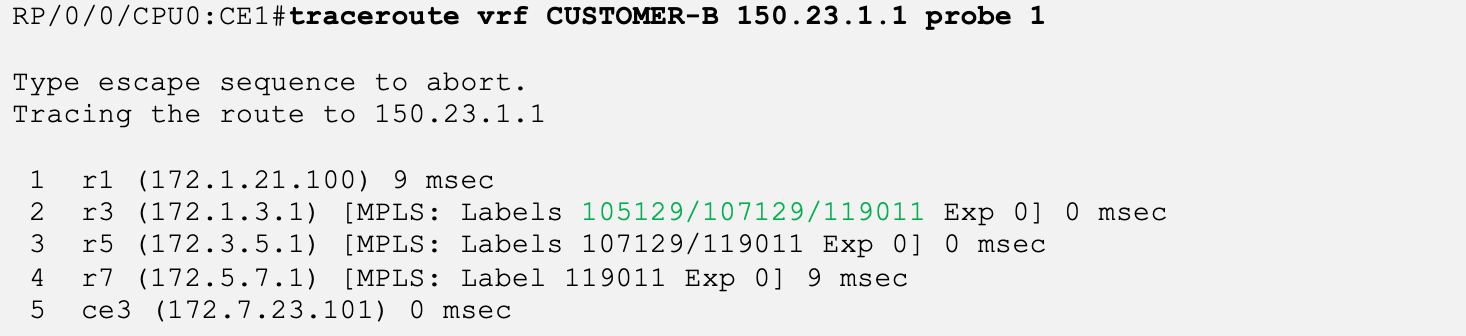 RP/0/0/CPU0:CE1#traceroute vrf CUSTOMER-B 150.23.1.1 probe 1
Type escape sequence to abort.
Tracing the route to 150.23.1.1
1 r1 (172.1.21.100) 9 msec
2 r3 (172.1.3.1) [MPLS: Labels 105129/107129/119011 Exp 0] 0 msec
3 r5 (172.3.5.1) [MPLS: Labels 107129/119011 Exp 0] 0 msec
4 r7 (172.5.7.1) [MPLS: Label 119011 Exp 0] 9 msec
5 ce3 (172.7.23.101) 0 msec